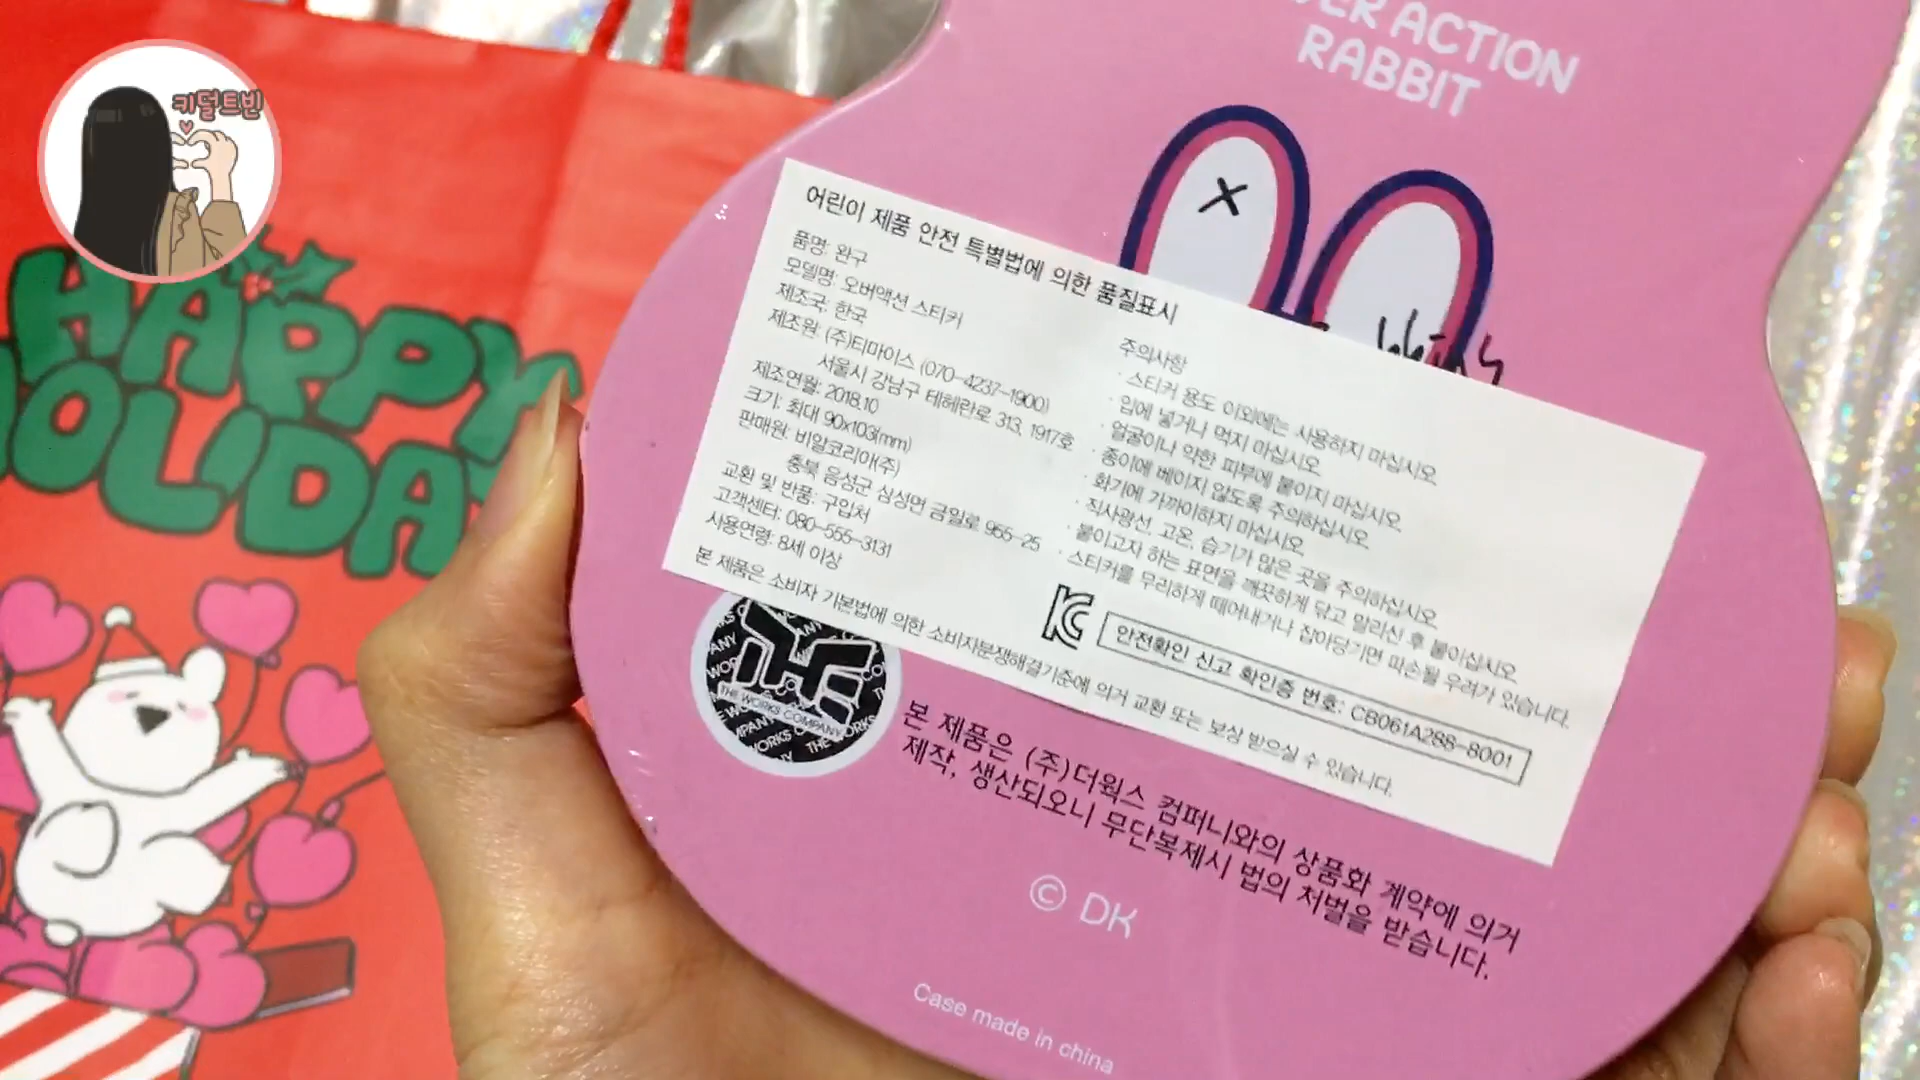 키덜트빈
HAPPY
HOLIDA
OVER ACTION
RABBIT
어린이 제품 안전 특별법에 의한 품질표시
품명: 완구
모델명: 오버액션 스티커
제조국: 한국
제조원: (주)티마이스 (070-4237-1900)
서울시 강남구 테헤란로 313, 1917호
제조연월: 2018.10
크기: 최대 90x103(mm)
판매원: 비알코리아(주)
충북 음성군 삼성면 금일로 965-25
교환 및 반품: 구입처
고객센터: 080-555-3131
사용연령: 8세 이상
본 제품은 소비자 기본법에 의한 소비자분쟁해결기준에 의거 교환 또는 보상 받으실 수 있습니다.
주의사항
· 스티커 용도 이외에는 사용하지 마십시오
· 입에 넣거나 먹지 마십시오
· 얼굴이나 약한 피부에 붙이지 마십시오
· 종이에 베이지 않도록 주의하십시오
· 화기에 가까이하지 마십시오
· 직사광선, 고온, 습기가 많은 곳을 주의하십시오
· 붙이고자 하는 표면을 깨끗하게 닦고 말리신 후 붙이십시오
· 스티커를 무리하게 떼어내거나 잡아당기면 파손될 우려가 있습니다.
안전확인 신고 확인증 번호: CB061A288-8001
THE WORKS COMPANY
본 제품은 (주)더웍스 컴퍼니와의 상품화 계약에 의거
제작, 생산되오니 무단복제시 법의 처벌을 받습니다.
© DK
Case made in china